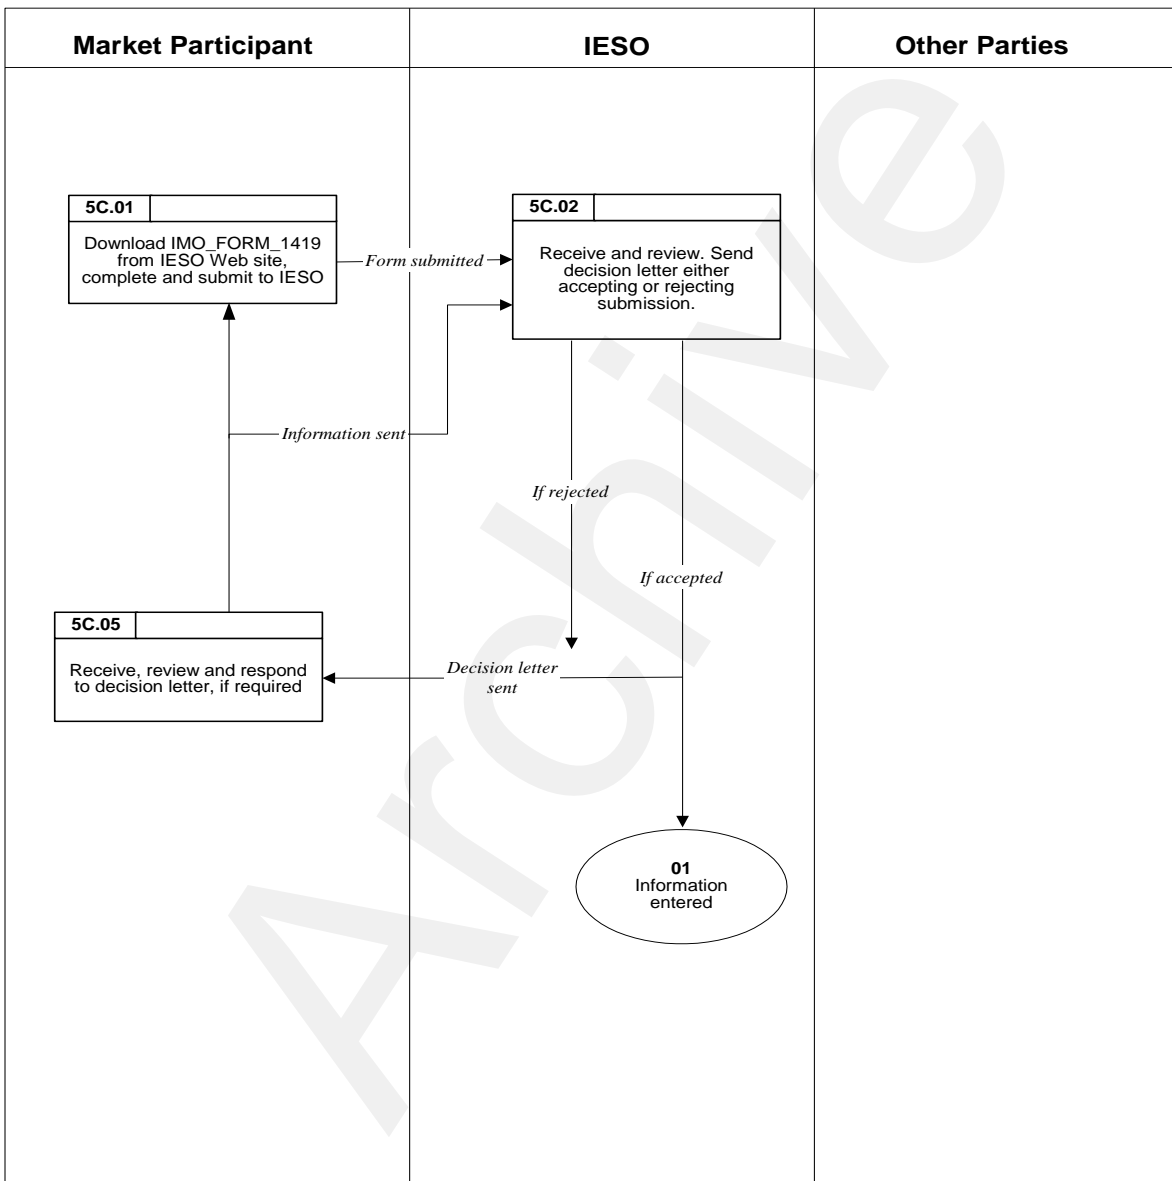 Market Participant
IESO
Other Parties
5C.01
Download IMO_FORM_1419
from IESO Web site,
complete and submit to IESO
Form submitted
5C.02
Receive and review. Send
decision letter either
accepting or rejecting
submission.
Information sent
If rejected
If accepted
5C.05
Receive, review and respond
to decision letter, if required
Decision letter
sent
01
Information
entered
Archive